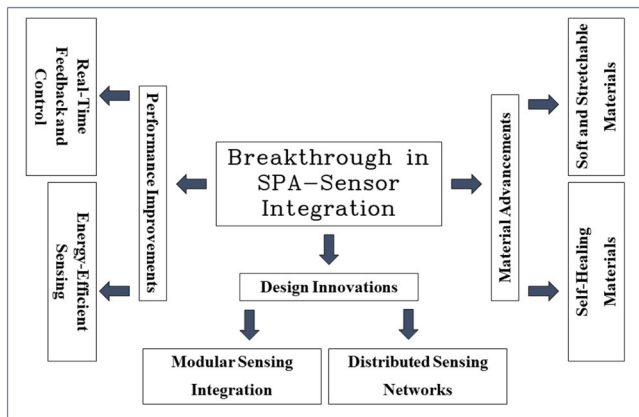 Real-Time
Feedback and
Control
Energy-Efficient
Sensing
Performance Improvements
Breakthrough in
SPA-Sensor
Integration
Design Innovations
Modular Sensing
Integration
Distributed Sensing
Networks
Material Advancements
Soft and Stretchable
Materials
Self-Healing
Materials